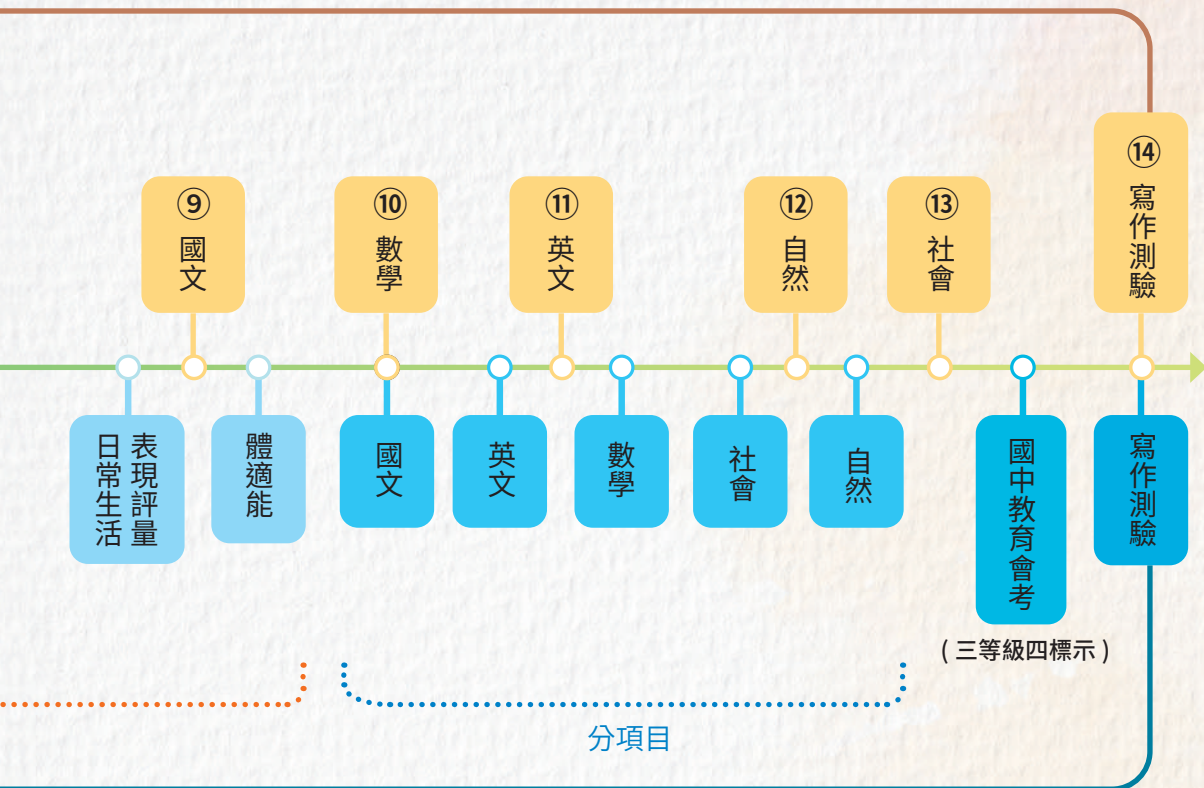 ⑨
國文
⑩
數學
⑪
英文
⑫
自然
⑬
社會
⑭
寫作測驗
日常生活
表現評量
體適能
國文
英文
數學
社會
自然
國中教育會考
(三等級四標示)
寫作測驗
分項目